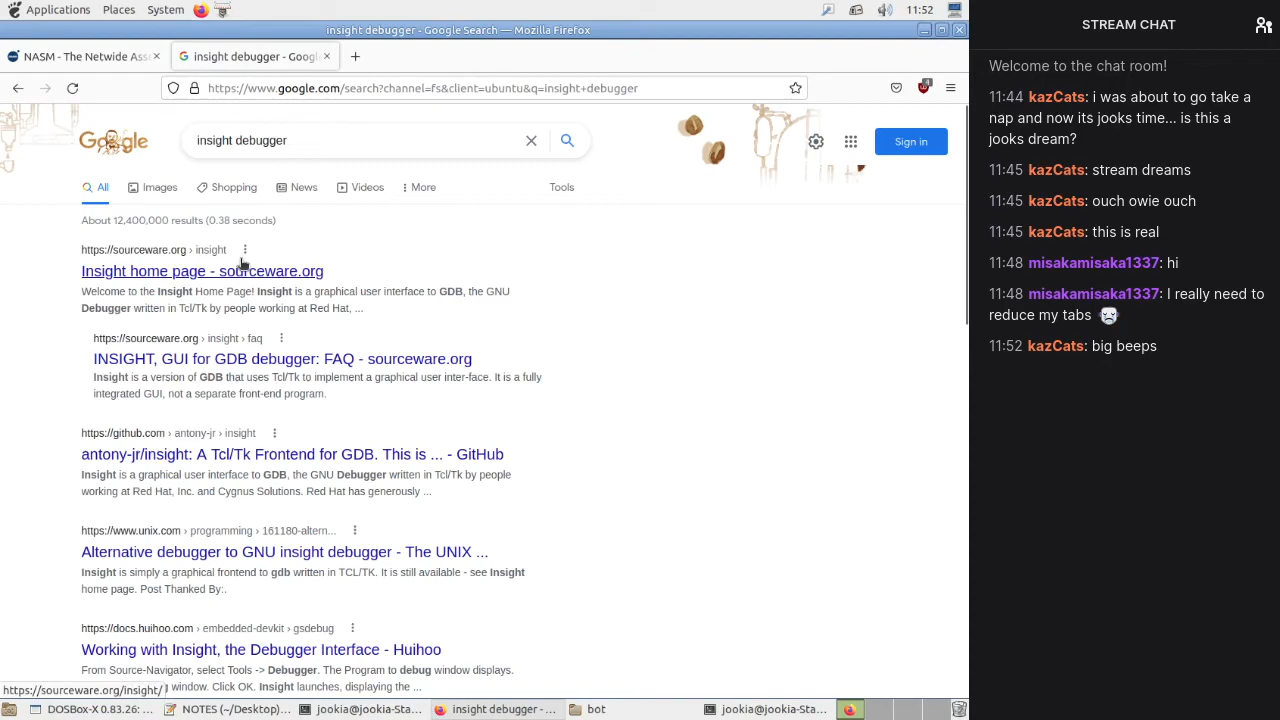 Applications Places System 11:52
insight debugger - Google Search — Mozilla Firefox
NASM - The Netwide Ass
insight debugger - Google
https://www.google.com/search?channel=fs&client=ubuntu&q=insight+debugger
4
Google
insight debugger
Sign in
All Images Shopping News Videos More Tools
About 12,400,000 results (0.38 seconds)
https://sourceware.org › insight
Insight home page - sourceware.org
Welcome to the Insight Home Page! Insight is a graphical user interface to GDB, the GNU
Debugger written in Tcl/Tk by people working at Red Hat, ...
https://sourceware.org › insight › faq
INSIGHT, GUI for GDB debugger: FAQ - sourceware.org
Insight is a version of GDB that uses Tcl/Tk to implement a graphical user inter-face. It is a fully
integrated GUI, not a separate front-end program.
https://github.com › antony-jr › insight
antony-jr/insight: A Tcl/Tk Frontend for GDB. This is ... - GitHub
Insight is a graphical user interface to GDB, the GNU Debugger written in Tcl/Tk by people
working at Red Hat, Inc. and Cygnus Solutions. Red Hat has generously ...
https://www.unix.com › programming › 161180-altern...
Alternative debugger to GNU insight debugger - The UNIX ...
Insight is simply a graphical frontend to gdb written in TCL/TK. It is still available - see Insight
home page. Post Thanked By:.
https://docs.huihoo.com › embedded-devkit › gsdebug
Working with Insight, the Debugger Interface - Huihoo
From Source-Navigator, select Tools -> Debugger. The Program to debug window displays.
window. Click OK. Insight launches, displaying the ...
https://sourceware.org/insight/
DOSBox-X 0.83.26: ... NOTES (~/Desktop)... jookia@jookia-Sta... insight debugger - ... bot jookia@jookia-Sta...
STREAM CHAT
Welcome to the chat room!
11:44 kazCats: i was about to go take a
nap and now its jooks time... is this a
jooks dream?
11:45 kazCats: stream dreams
11:45 kazCats: ouch owie ouch
11:45 kazCats: this is real
11:48 misakamisaka1337: hi
11:48 misakamisaka1337: I really need to
reduce my tabs
11:52 kazCats: big beeps